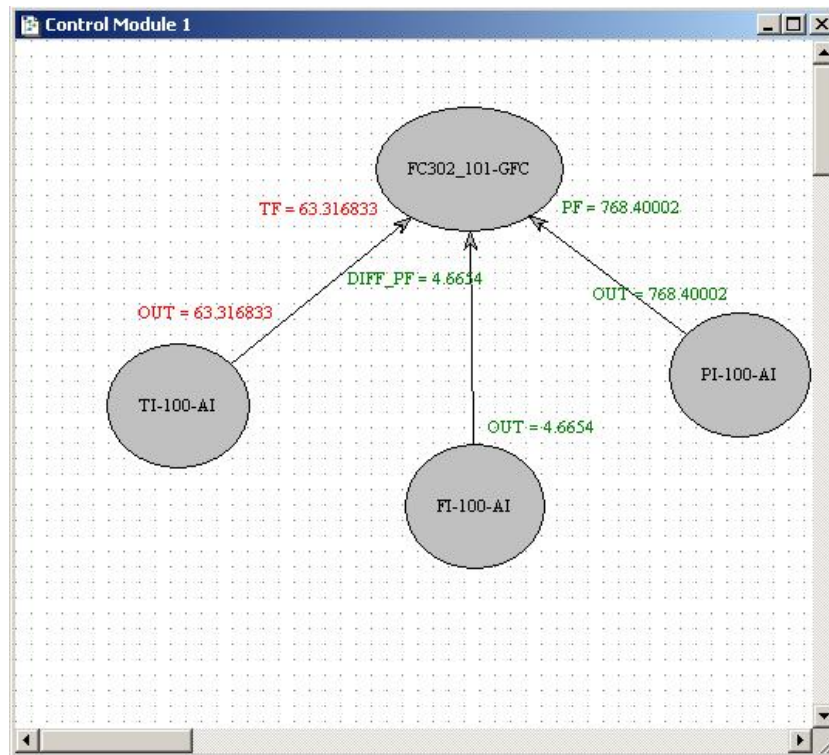 Control Module 1
FC302_101-GFC
TF = 63.316833
PF = 768.40002
DIFF_PF = 4.6654
OUT = 63.316833
OUT = 768.40002
TI-100-AI
PI-100-AI
OUT = 4.6654
FI-100-AI